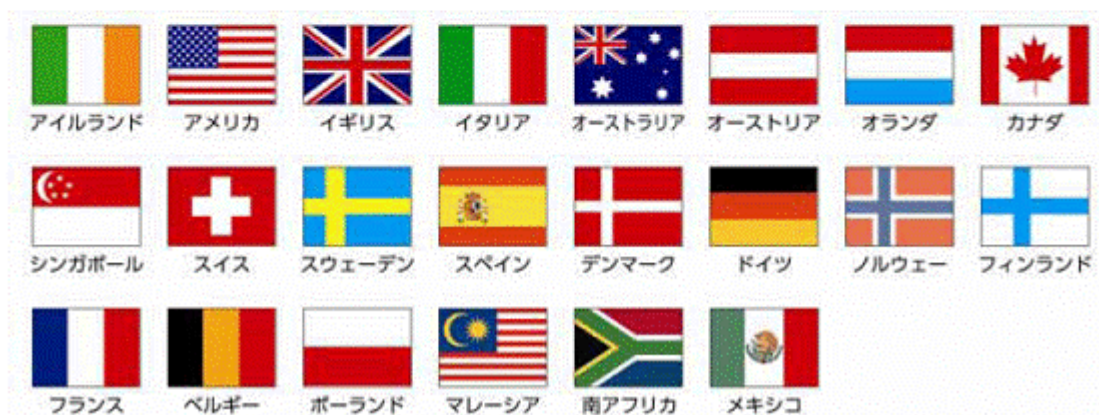 アイルランド アメリカ イギリス イタリア オーストラリア オーストリア オランダ カナダ
シンガポール スイス スウェーデン スペイン デンマーク ドイツ ノルウェー フィンランド
フランス ベルギー ポーランド マレーシア 南アフリカ メキシコ